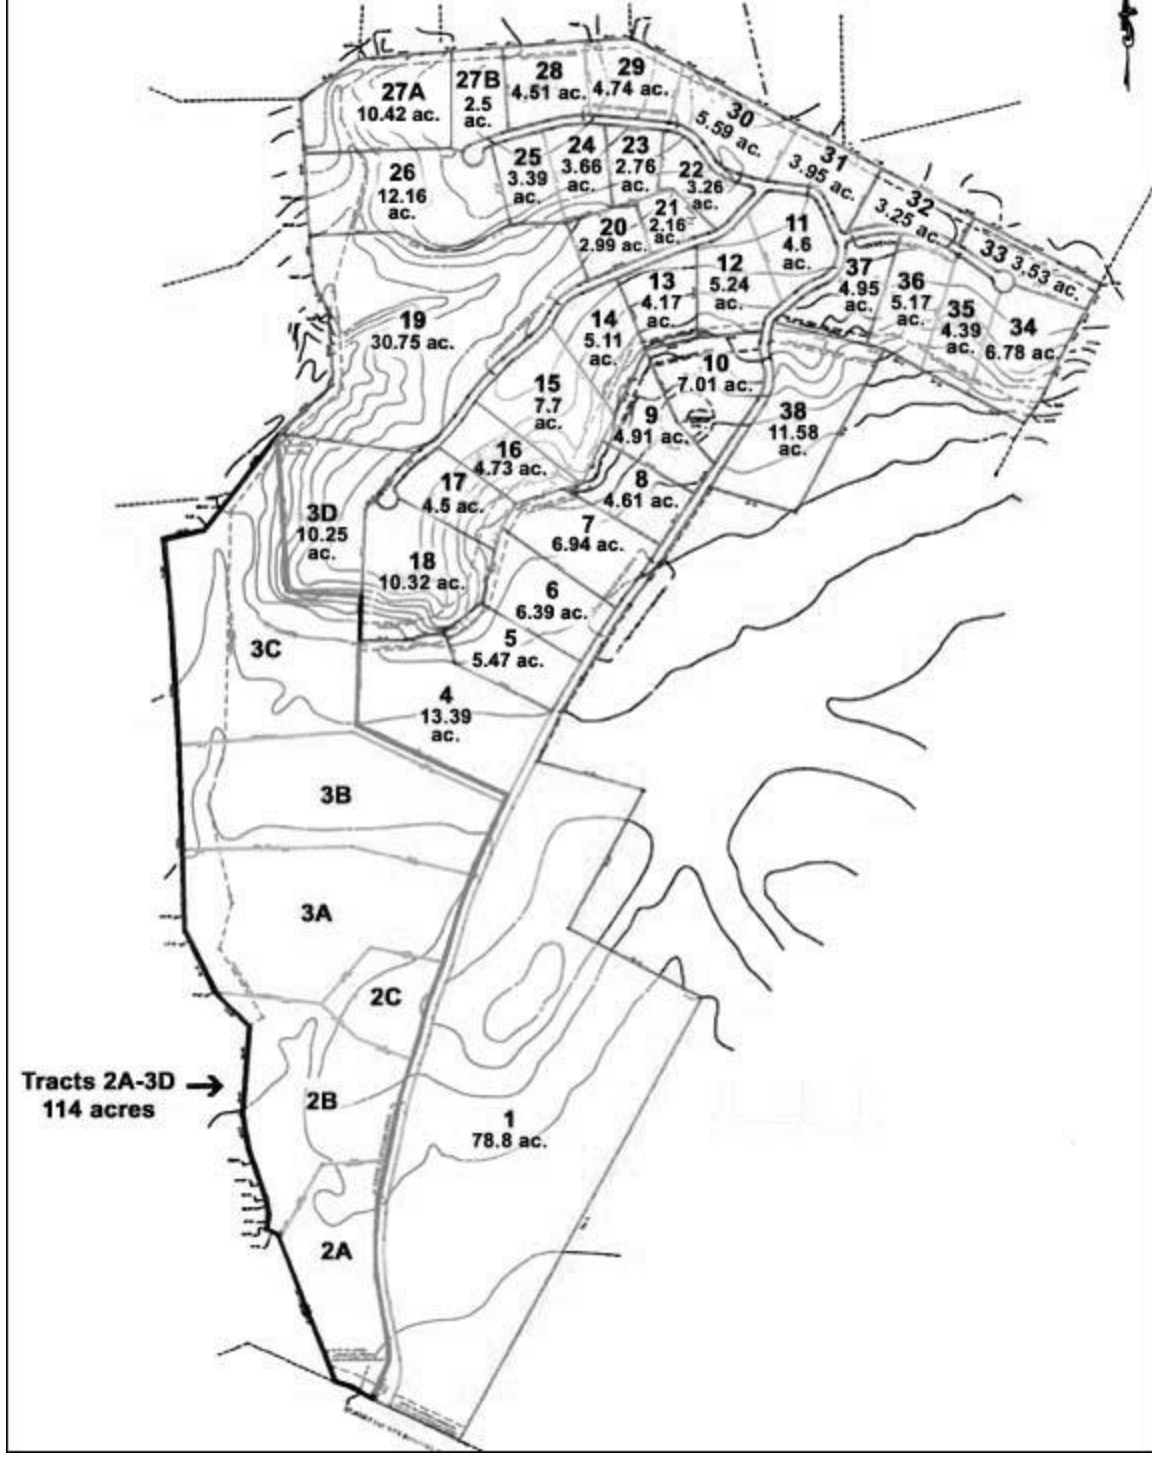 27A
10.42 ac.
27B
2.5
ac.
28
4.51 ac.
29
4.74 ac.
30
5.59 ac.
31
3.95 ac.
32
3.25 ac.
33 3.53 ac.
26
12.16
ac.
25
3.39
ac.
24
3.66
ac.
23
2.76
ac.
22
3.26
ac.
21
2.16
ac.
20
2.99 ac.
11
4.6
ac.
12
5.24
ac.
13
4.17
ac.
37
4.95
ac.
36
5.17
ac.
35
4.39
ac.
34
6.78 ac.
19
30.75 ac.
14
5.11
ac.
15
7.7
ac.
10
7.01 ac.
9
4.91 ac.
38
11.58
ac.
16
4.73 ac.
17
4.5 ac.
8
4.61 ac.
3D
10.25
ac.
7
6.94 ac.
18
10.32 ac.
6
6.39 ac.
5
5.47 ac.
3C
4
13.39
ac.
3B
3A
2C
Tracts 2A-3D
114 acres
2B
1
78.8 ac.
2A